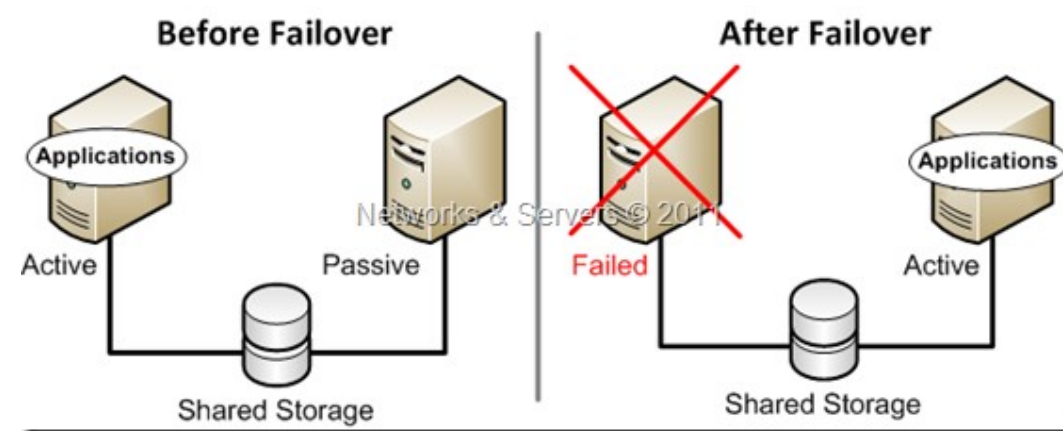 Before Failover
Applications
Active
Passive
Shared Storage
After Failover
Applications
Failed
Active
Shared Storage
Networks & Servers © 2011